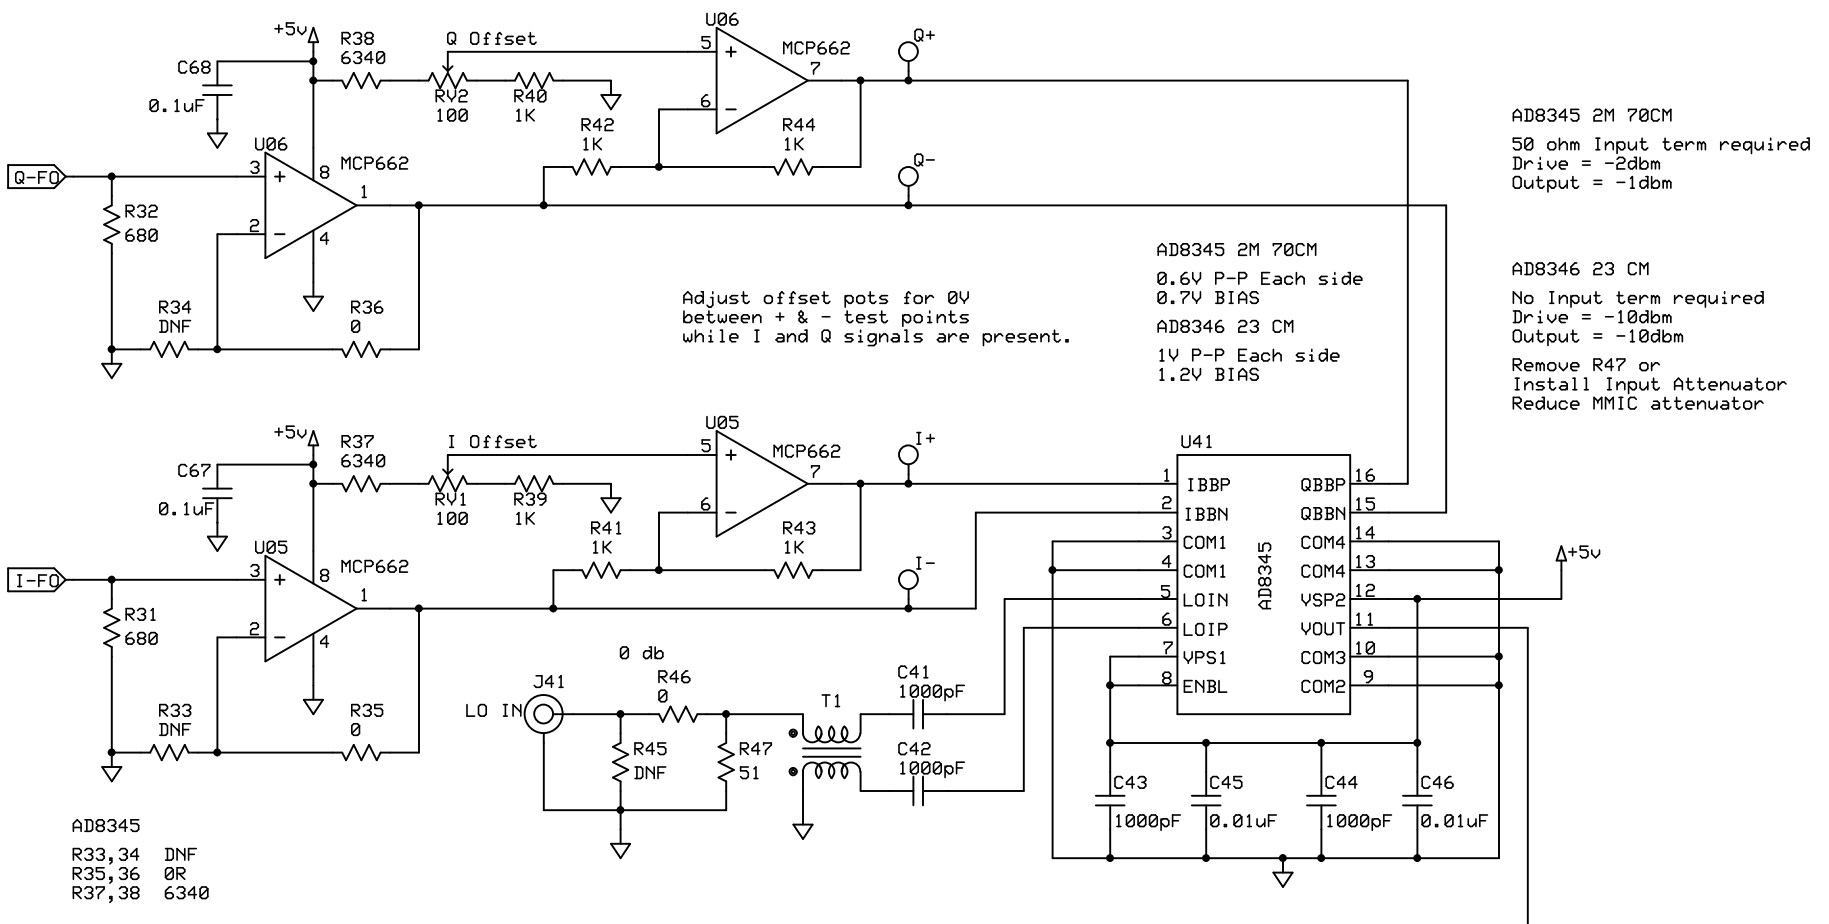 +5v
R38
6340
Q Offset
C68
0.1uF
RV2
100
R40
1K
U06
5
6
7
MCP662
Q+
R42
1K
R44
1K
Q-
U06
MCP662
3
2
8
4
1
Q-FO
R32
680
R34
DNF
R36
0
Adjust offset pots for 0V
between + & - test points
while I and Q signals are present.
AD8345 2M 70CM
0.6V P-P Each side
0.7V BIAS
AD8346 23 CM
1V P-P Each side
1.2V BIAS
AD8345 2M 70CM
50 ohm Input term required
Drive = -2dbm
Output = -1dbm
AD8346 23 CM
No Input term required
Drive = -10dbm
Output = -10dbm
Remove R47 or
Install Input Attenuator
Reduce MMIC attenuator
+5v
R37
6340
I Offset
C67
0.1uF
RV1
100
R39
1K
U05
5
6
7
MCP662
I+
R41
1K
R43
1K
I-
U05
MCP662
3
2
8
4
1
I-FO
R31
680
R33
DNF
R35
0
0 db
J41
LO IN
R46
0
R45
DNF
R47
51
T1
C41
1000pF
C42
1000pF
U41
AD8345
1 IBBP QBBP 16
2 IBBN QBBN 15
3 COM1 COM4 14
4 COM1 COM4 13
5 LOIN VSP2 12
6 LOIP VOUT 11
7 VPS1 COM3 10
8 ENBL COM2 9
+5v
C43
1000pF
C45
0.01uF
C44
1000pF
C46
0.01uF
AD8345
R33,34 DNF
R35,36 0R
R37,38 6340